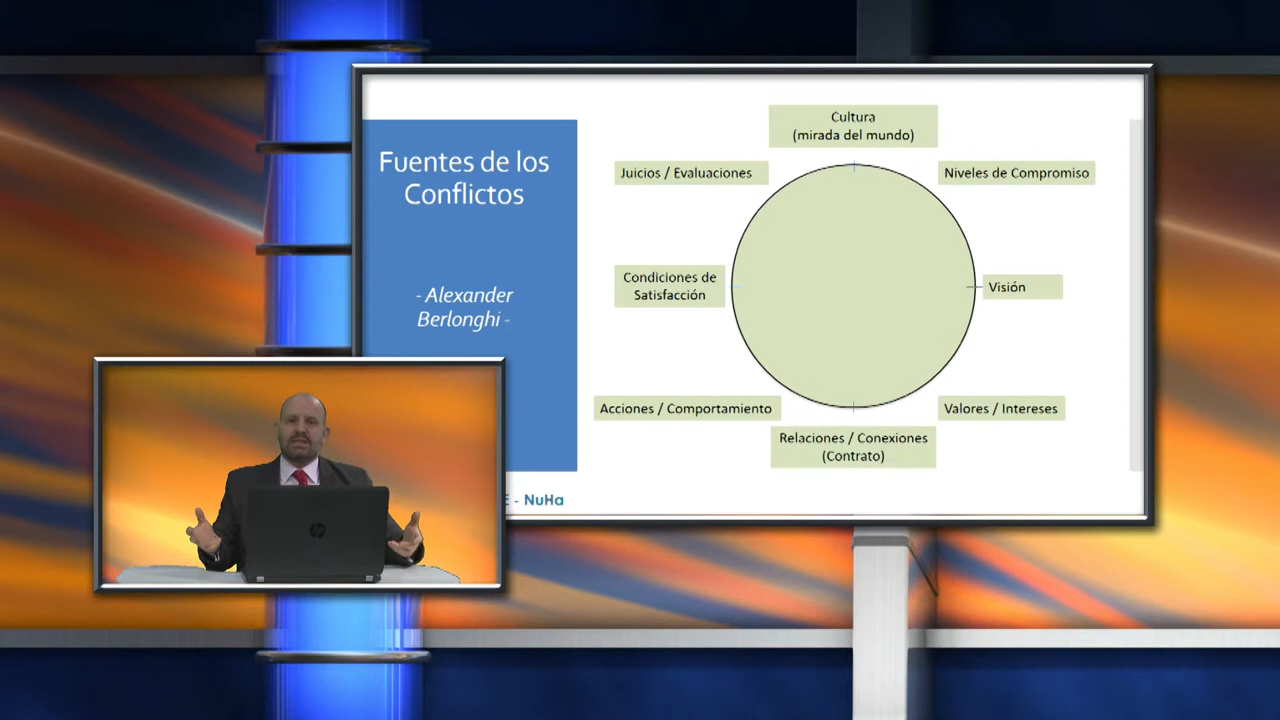 Fuentes de los
Conflictos
- Alexander
Berlonghi -
Cultura
(mirada del mundo)
Juicios / Evaluaciones
Niveles de Compromiso
Condiciones de
Satisfacción
Visión
Acciones / Comportamiento
Valores / Intereses
Relaciones / Conexiones
(Contrato)
E - NuHa
hp